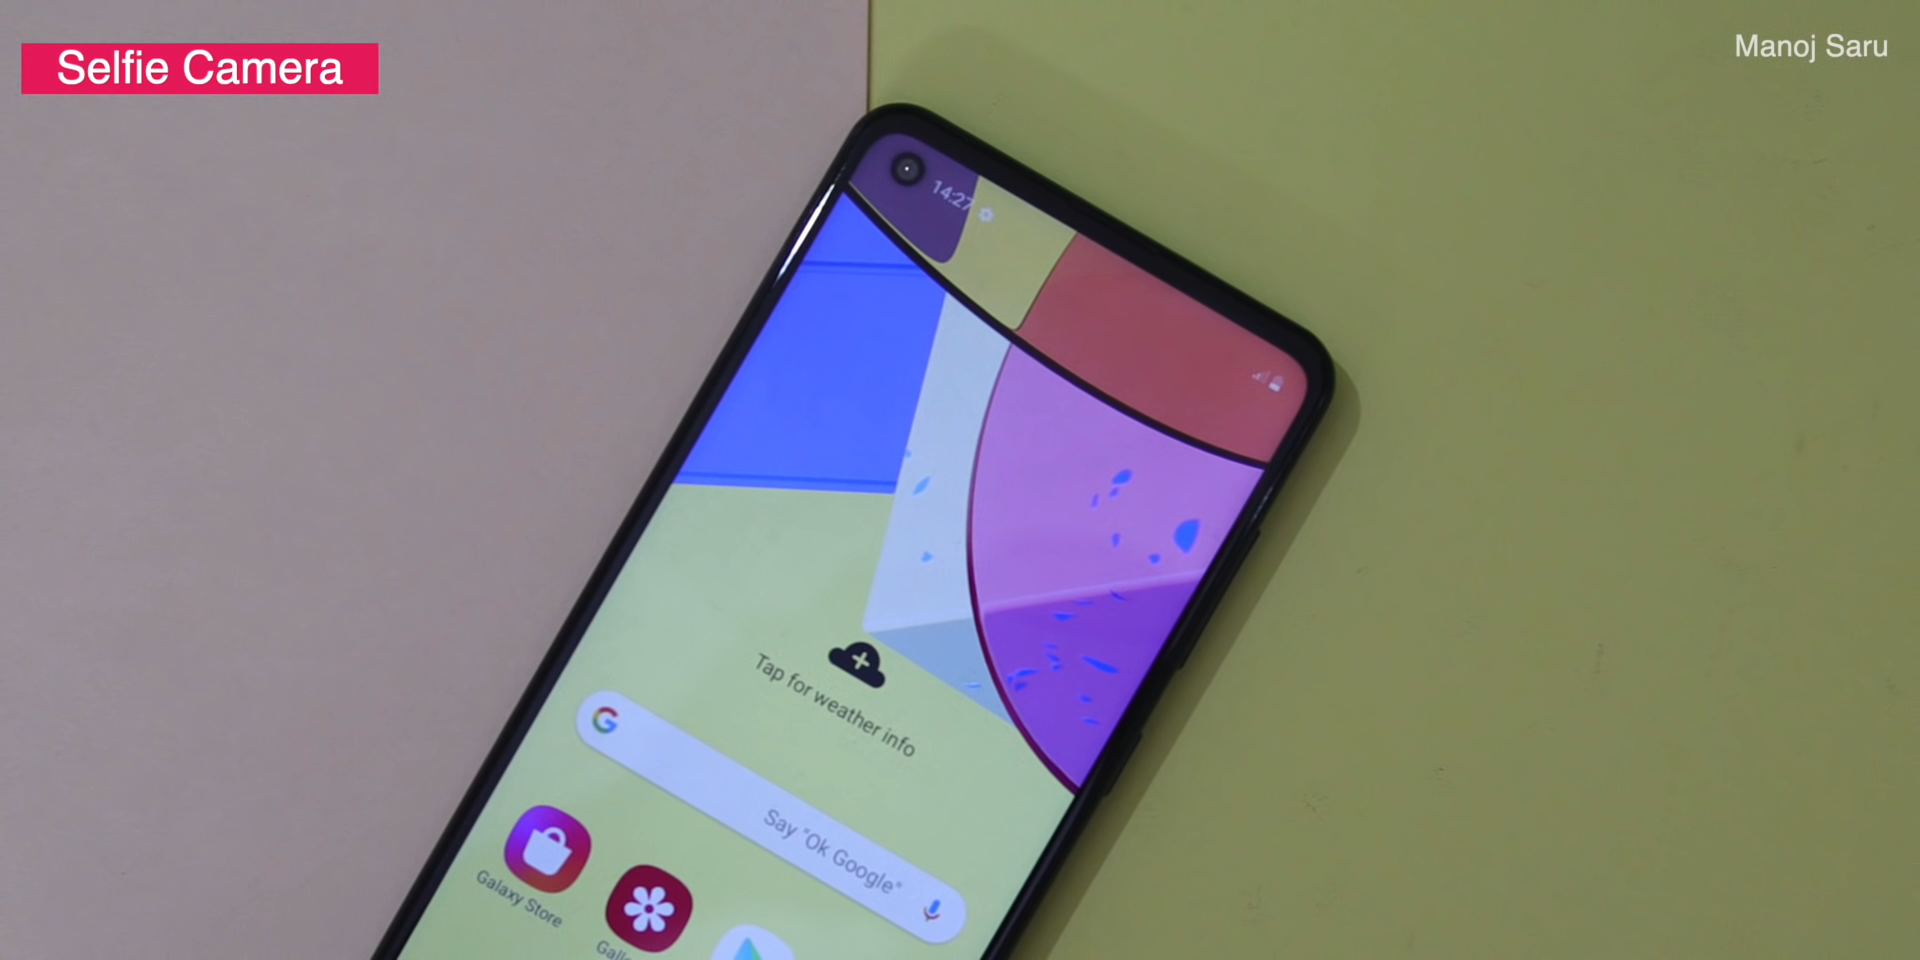 Selfie Camera
Manoj Saru
14:27
Tap for weather info
G
Say "Ok Google"
Galaxy Store